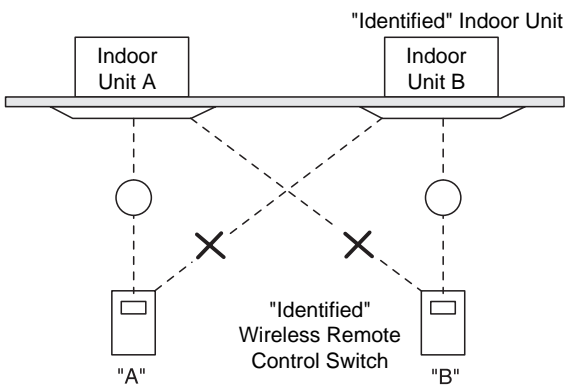 "Identified" Indoor Unit
Indoor
Unit A
Indoor
Unit B
"Identified"
Wireless Remote
Control Switch
"A"
"B"